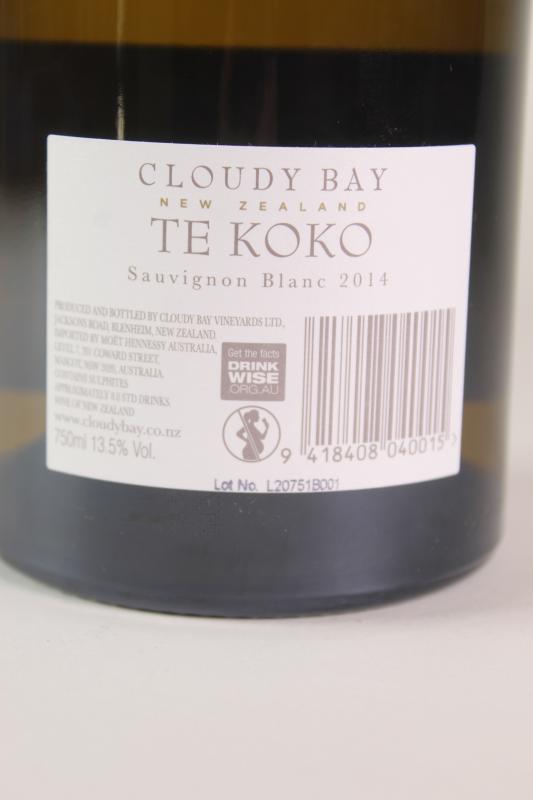 CLOUDY BAY
NEW ZEALAND
TE KOKO
Sauvignon Blanc 2014
PRODUCED AND BOTTLED BY CLOUDY BAY VINEYARDS LTD.,
JACKSONS ROAD, BLENHEIM, NEW ZEALAND.
IMPORTED BY MOËT HENNESSY AUSTRALIA,
LEVEL 7, 201 COWARD STREET,
MASCOT, NSW 2020, AUSTRALIA.
CONTAINS SULPHITES
APPROXIMATELY 8.0 STD DRINKS.
WINE OF NEW ZEALAND
www.cloudybay.co.nz
750ml 13.5% Vol.
Get the facts
DRINK
WISE
.ORG.AU
9 418408 040015 >
Lot No. L20751B001